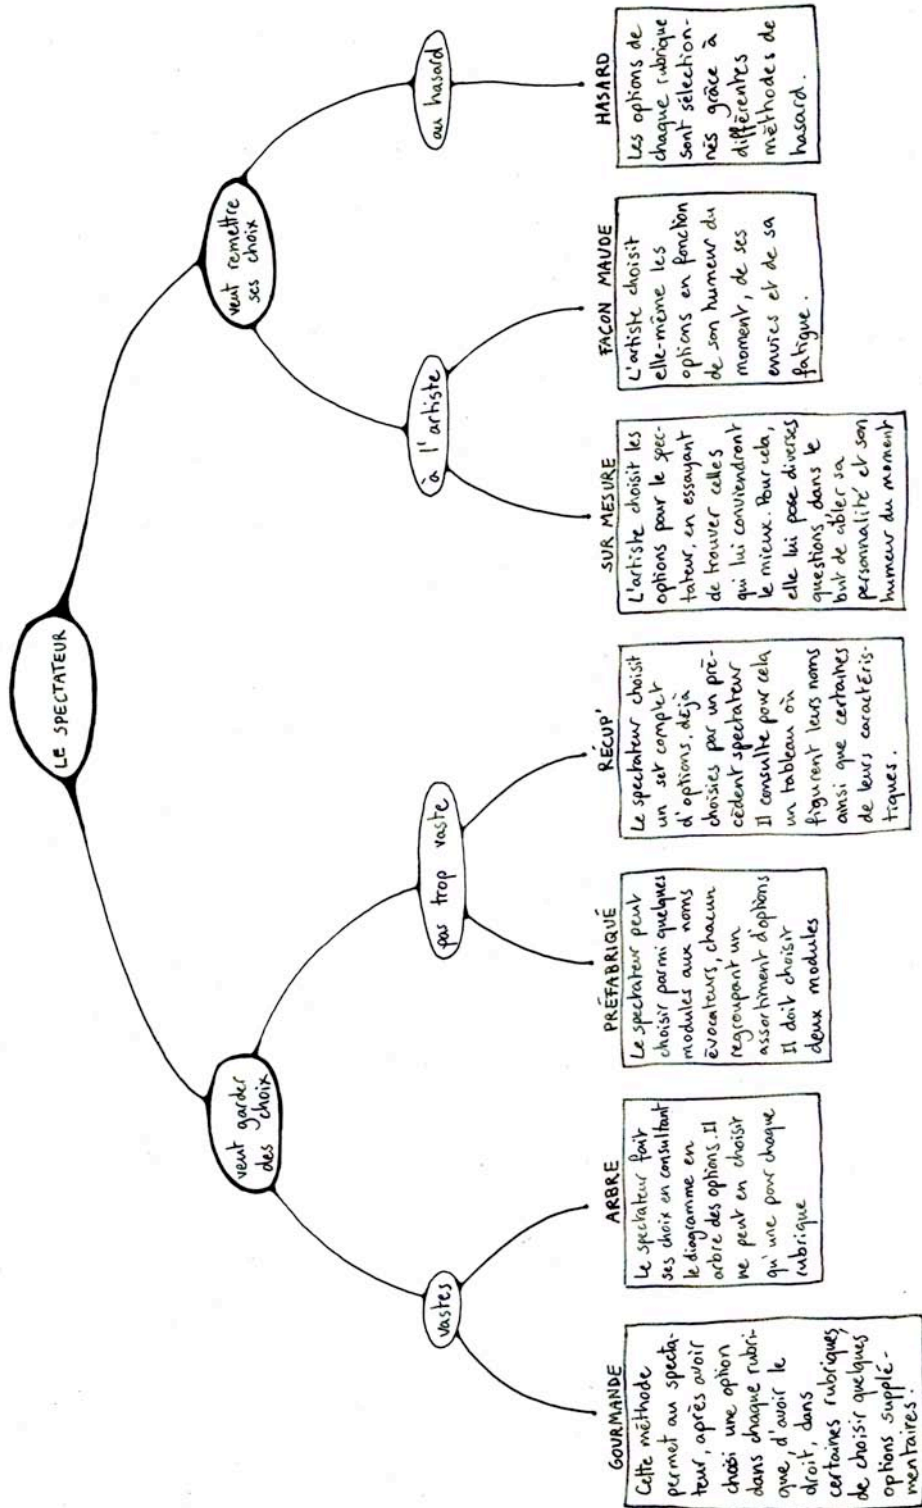 LE SPECTATEUR
veut garder
des choix
veut remettre
ses choix
vastes
pas trop vaste
à l'artiste
au hasard
GOURMANDE
Cette méthode
permet au specta-
teur, après avoir
choisi une option
dans chaque rubri-
que, d'avoir le
droit, dans
certaines rubriques,
de choisir quelques
options supplé-
mentaires!
ARBRE
Le spectateur fait
ses choix en consultant
le diagramme en
arbre des options. Il
ne peut en choisir
qu'une pour chaque
rubrique
PRÉFABRIQUÉ
Le spectateur peut
choisir parmi quelques
modules aux noms
évocateurs, chacun
regroupant un
assortiment d'options
Il doit choisir
deux modules
RÉCUP'
Le spectateur choisit
un set complet
d'options, déjà
choisies par un pré-
cédent spectateur
Il consulte pour cela
un tableau où
figurent leurs noms
ainsi que certaines
de leurs caractéris-
tiques.
SUR MESURE
L'artiste choisit les
options pour le spec-
tateur, en essayant
de trouver celles
qui lui conviendront
le mieux. Pour cela,
elle lui pose diverses
questions, dans le
but de cibler sa
personnalité et son
humeur du moment
FAÇON MAUDE
L'artiste choisit
elle-même les
options en fonction
de son humeur du
moment, de ses
envies et de sa
fatigue.
HASARD
Les options de
chaque rubrique
sont sélection-
nés grâce à
différentes
méthodes de
hasard.